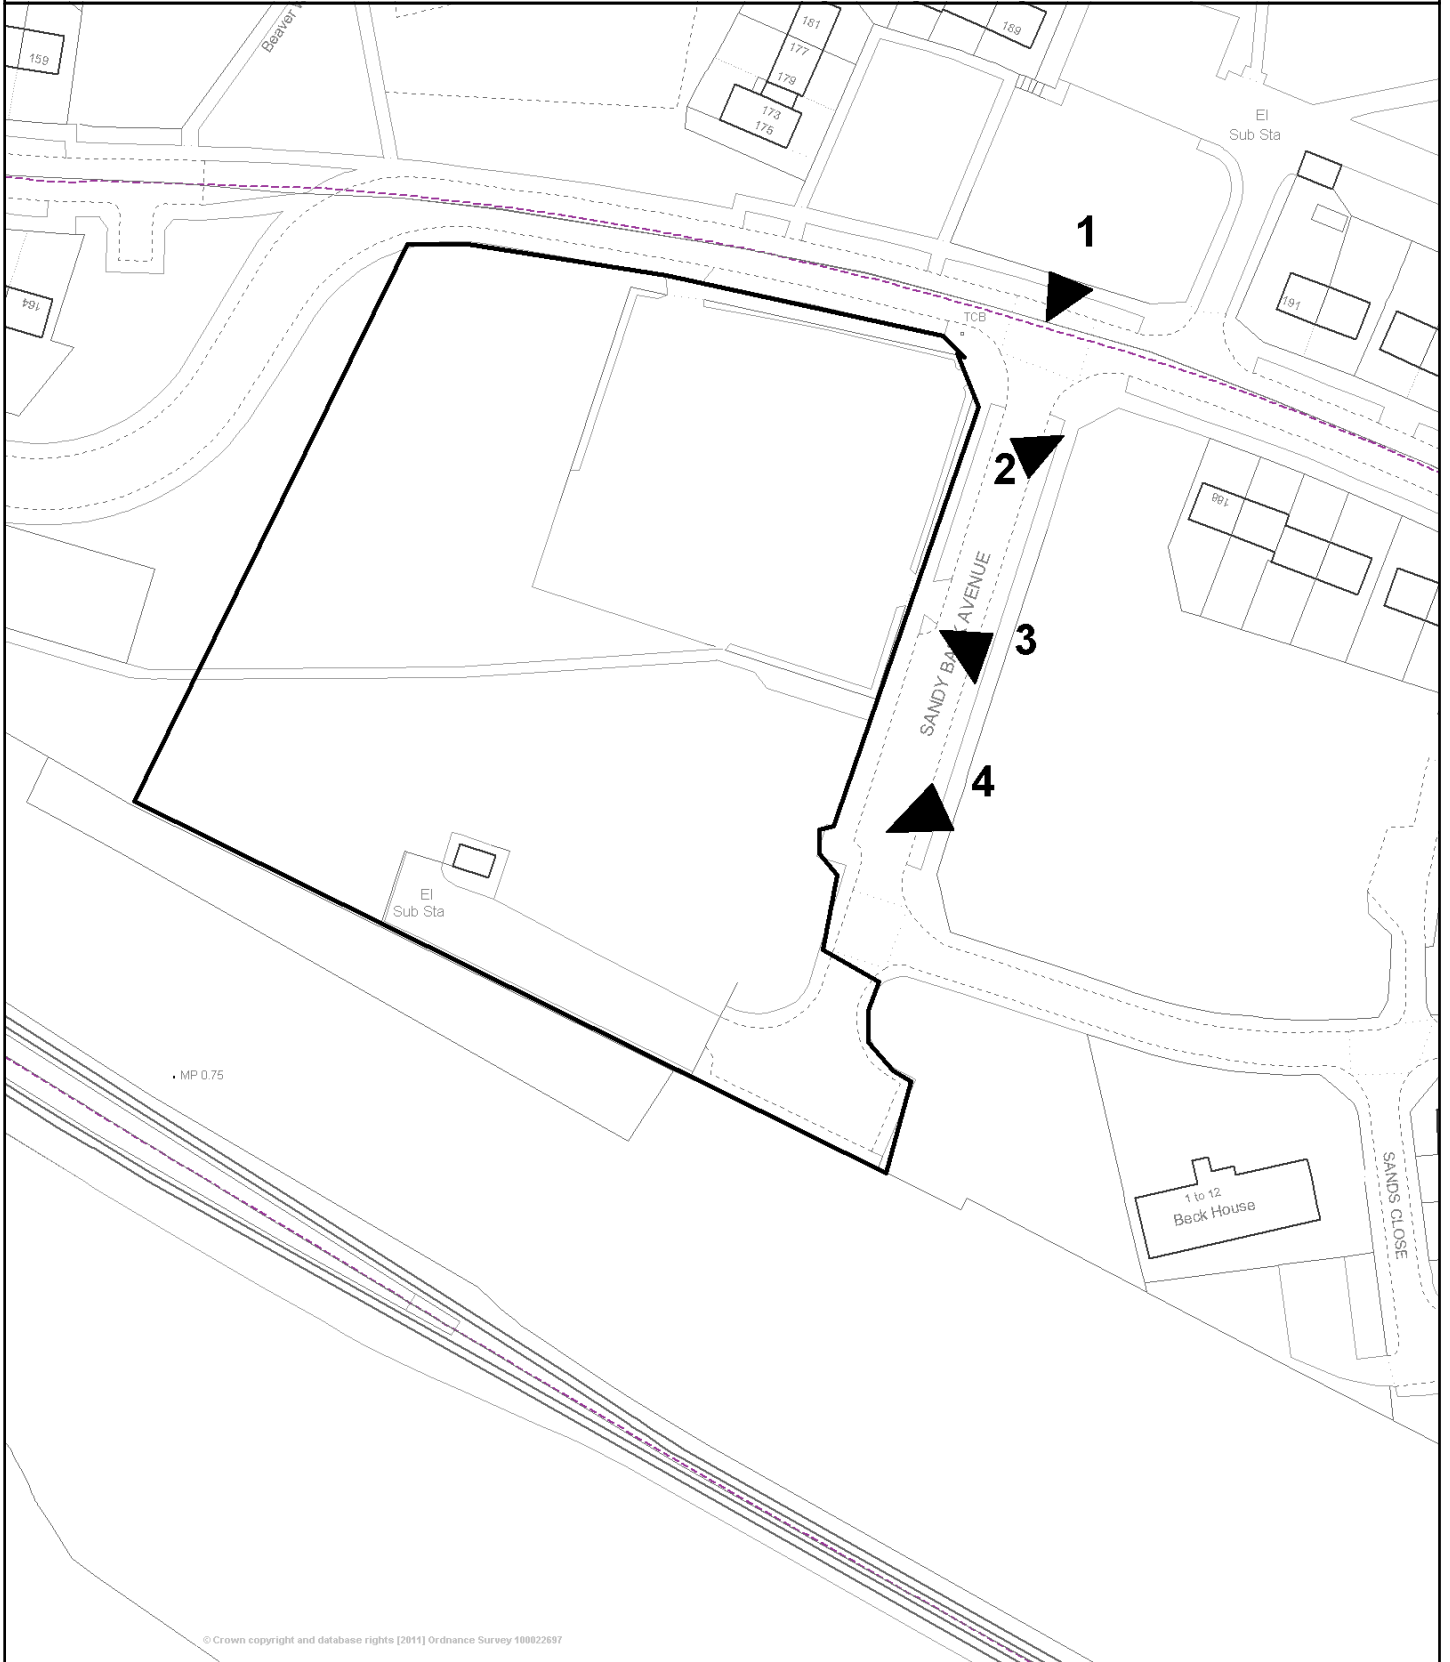 159
Beaver
181
177
179
173
175
189
El
Sub Sta
1
164
191
TCB
2
188
SANDY BANK AVENUE
3
4
El
Sub Sta
MP 0.75
1 to 12
Beck House
SANDS CLOSE
© Crown copyright and database rights [2011] Ordnance Survey 100022697